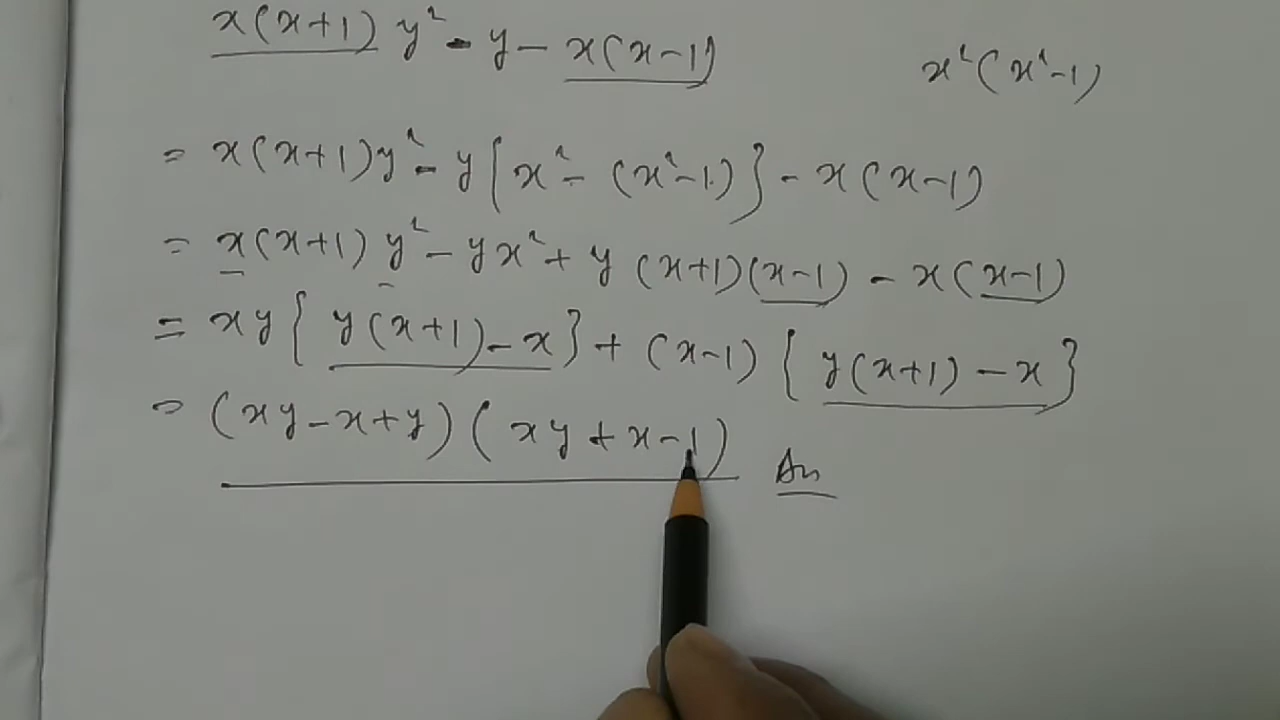 x(x+1)y² - y - x(x-1)
x²(x²-1)
= x(x+1)y² - y{x² - (x²-1)} - x(x-1)
= x(x+1)y² - yx² + y(x+1)(x-1) - x(x-1)
= xy{y(x+1) - x} + (x-1){y(x+1) - x}
= (xy - x + y)(xy + x - 1) An